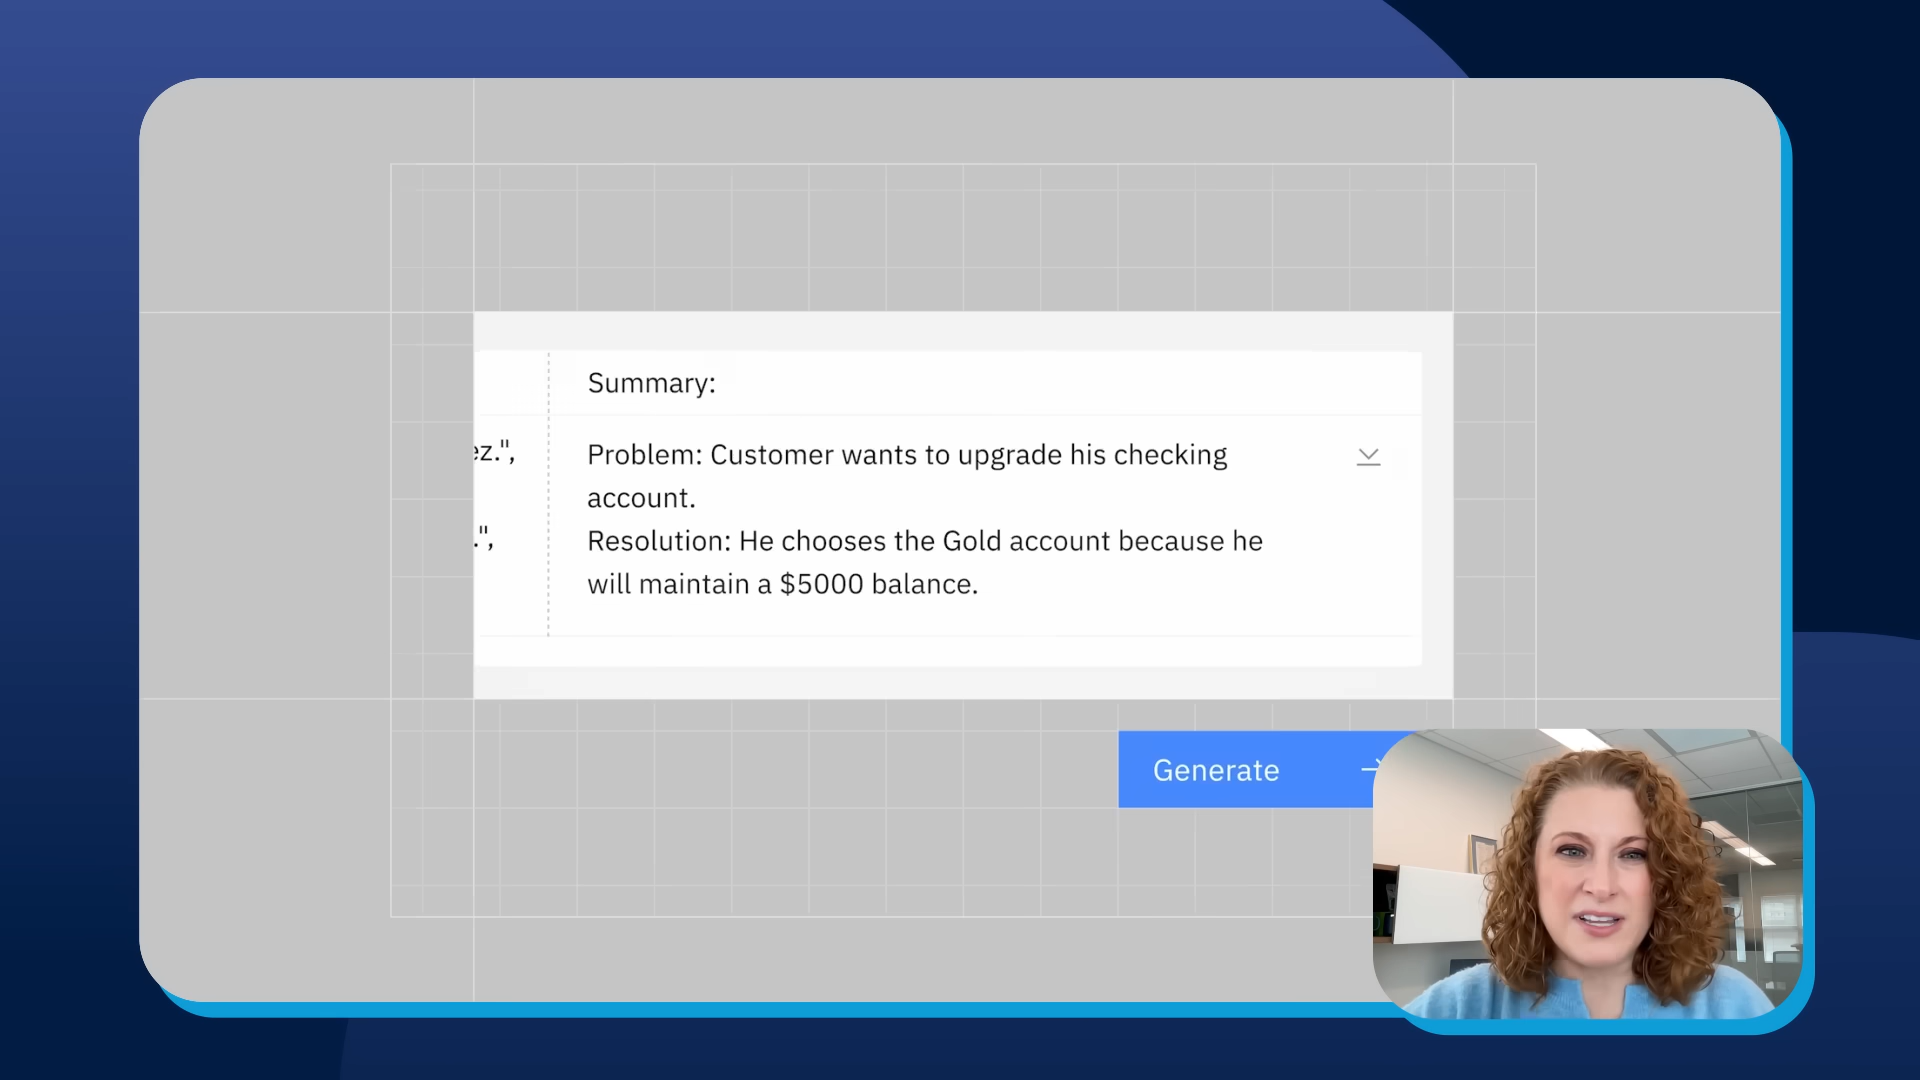 Summary:
ez.",
Problem: Customer wants to upgrade his checking
account.
.",
Resolution: He chooses the Gold account because he
will maintain a $5000 balance.
Generate